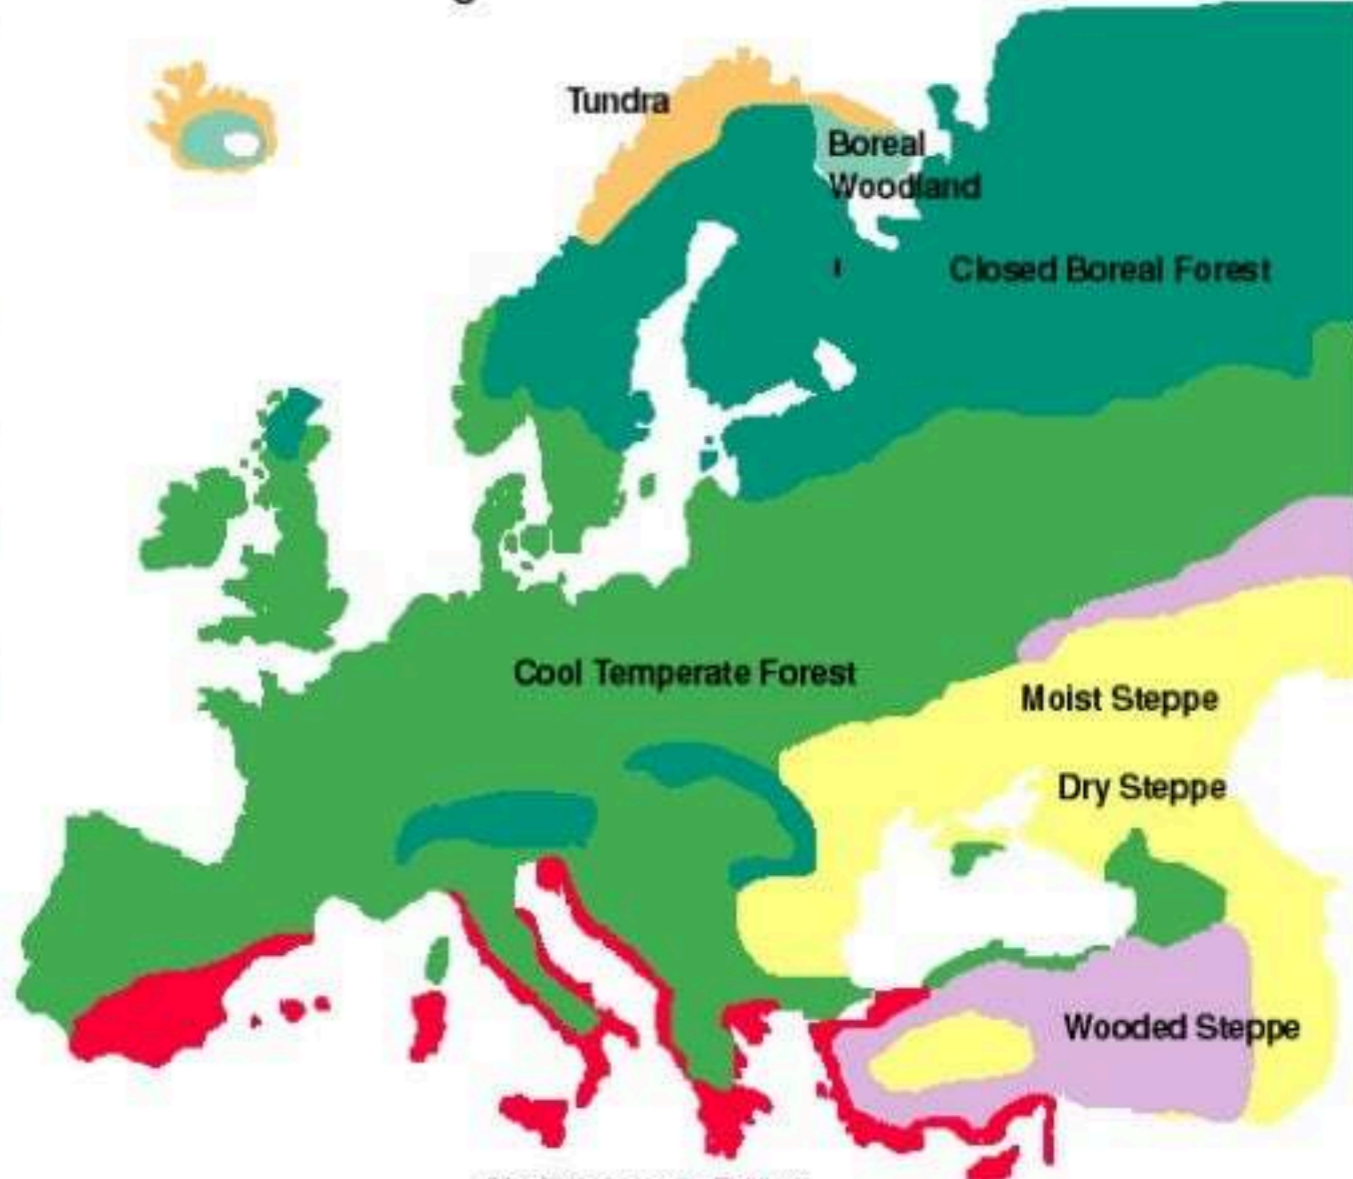 Tundra
Boreal
Woodland
Closed Boreal Forest
Cool Temperate Forest
Moist Steppe
Dry Steppe
Wooded Steppe